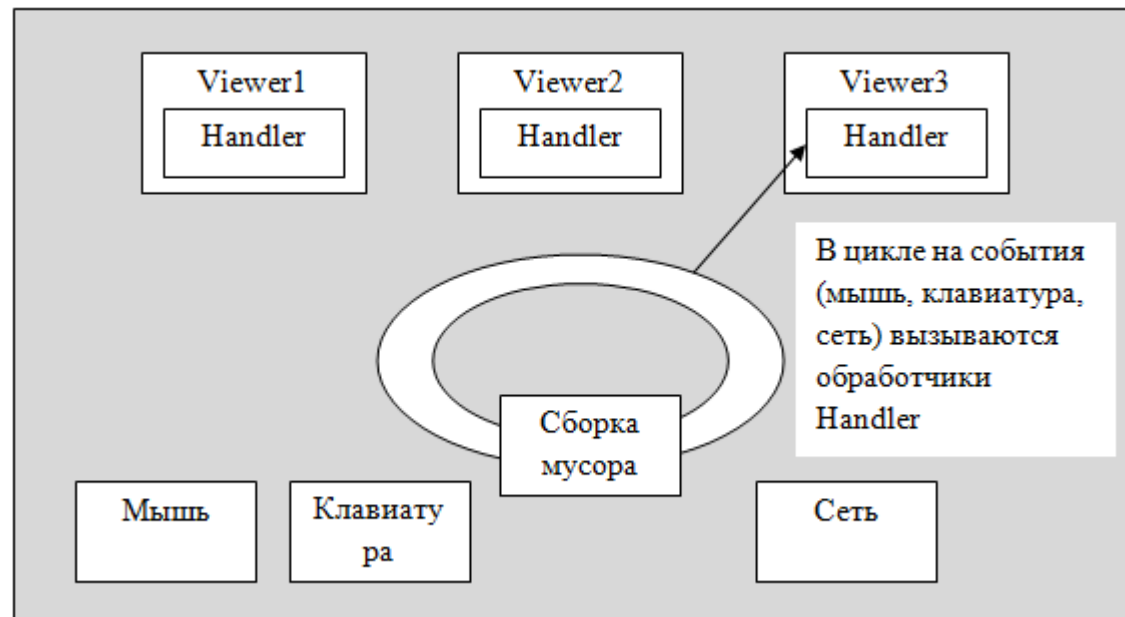 Viewer1
Handler
Viewer2
Handler
Viewer3
Handler
В цикле на события
(мышь, клавиатура,
сеть) вызываются
обработчики
Handler
Сборка
мусора
Мышь
Клавиату
ра
Сеть